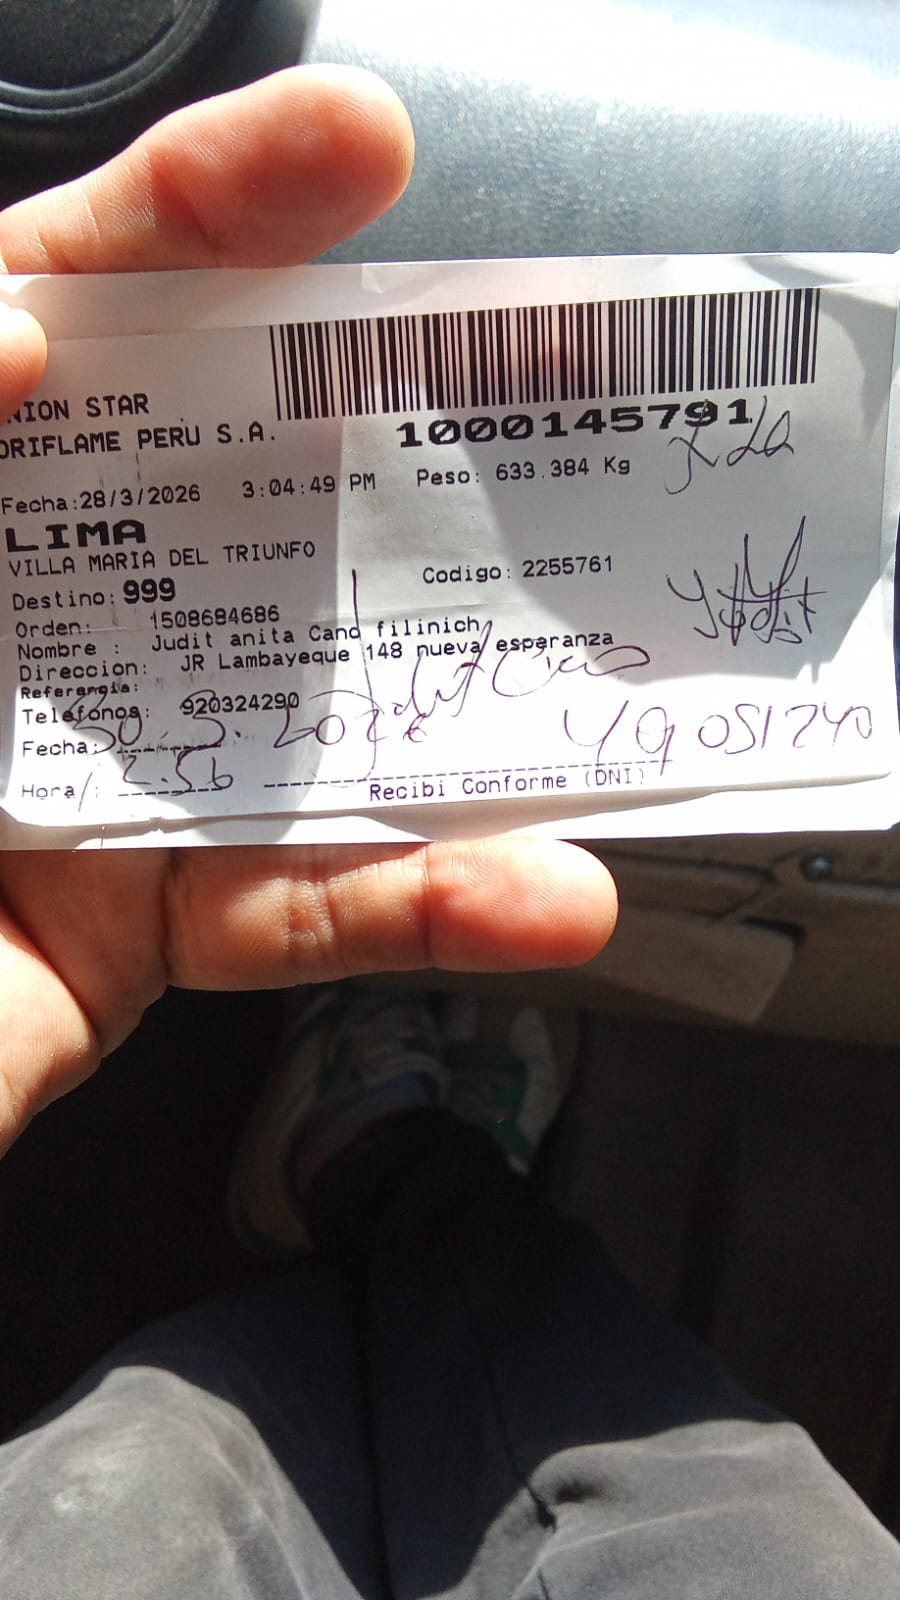 NION STAR
ORIFLAME PERU S.A.
1000145791
Fecha:28/3/2026 3:04:49 PM Peso: 633.384 Kg
LIMA
VILLA MARIA DEL TRIUNFO
Codigo: 2255761
Destino: 999
Orden: 1508684686
Nombre : Judit anita Cano filinich
Direccion: JR Lambayeque 148 nueva esperanza
Referencia:
Telefonos: 920324290
Fecha: 30. 3. 2026
49051240
Hora : 2.56
Recibi Conforme (DNI)
Judit